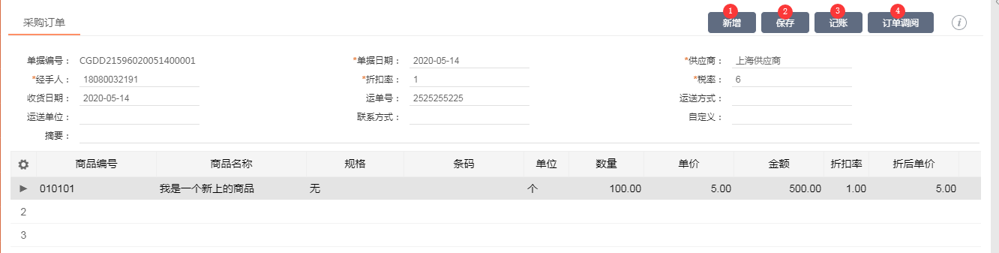 1 2 3 4
采购订单 新增 保存 记账 订单调阅 i
单据编号： CGDD21596020051400001 *单据日期： 2020-05-14 *供应商： 上海供应商
*经手人： 18080032191 *折扣率： 1 *税率： 6
收货日期： 2020-05-14 运单号： 2525255225 运送方式：
运送单位： 联系方式： 自定义：
摘要：
商品编号 商品名称 规格 条码 单位 数量 单价 金额 折扣率 折后单价
010101 我是一个新上的商品 无 个 100.00 5.00 500.00 1.00 5.00
2
3